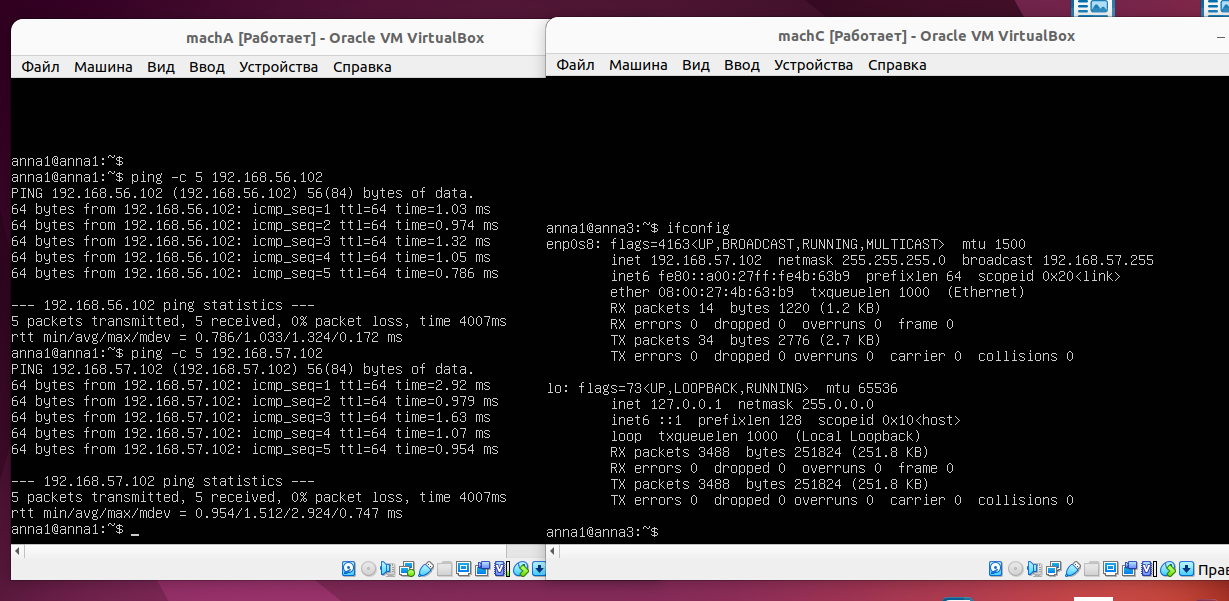 machA [Работает] - Oracle VM VirtualBox
Файл Машина Вид Ввод Устройства Справка
anna1@anna1:~$
anna1@anna1:~$ ping -c 5 192.168.56.102
PING 192.168.56.102 (192.168.56.102) 56(84) bytes of data.
64 bytes from 192.168.56.102: icmp_seq=1 ttl=64 time=1.03 ms
64 bytes from 192.168.56.102: icmp_seq=2 ttl=64 time=0.974 ms
64 bytes from 192.168.56.102: icmp_seq=3 ttl=64 time=1.32 ms
64 bytes from 192.168.56.102: icmp_seq=4 ttl=64 time=1.05 ms
64 bytes from 192.168.56.102: icmp_seq=5 ttl=64 time=0.786 ms
--- 192.168.56.102 ping statistics ---
5 packets transmitted, 5 received, 0% packet loss, time 4007ms
rtt min/avg/max/mdev = 0.786/1.033/1.324/0.172 ms
anna1@anna1:~$ ping -c 5 192.168.57.102
PING 192.168.57.102 (192.168.57.102) 56(84) bytes of data.
64 bytes from 192.168.57.102: icmp_seq=1 ttl=64 time=2.92 ms
64 bytes from 192.168.57.102: icmp_seq=2 ttl=64 time=0.979 ms
64 bytes from 192.168.57.102: icmp_seq=3 ttl=64 time=1.63 ms
64 bytes from 192.168.57.102: icmp_seq=4 ttl=64 time=1.07 ms
64 bytes from 192.168.57.102: icmp_seq=5 ttl=64 time=0.954 ms
--- 192.168.57.102 ping statistics ---
5 packets transmitted, 5 received, 0% packet loss, time 4007ms
rtt min/avg/max/mdev = 0.954/1.512/2.924/0.747 ms
anna1@anna1:~$ _
machC [Работает] - Oracle VM VirtualBox
Файл Машина Вид Ввод Устройства Справка
anna1@anna3:~$ ifconfig
enp0s8: flags=4163<UP,BROADCAST,RUNNING,MULTICAST>  mtu 1500
inet 192.168.57.102  netmask 255.255.255.0  broadcast 192.168.57.255
inet6 fe80::a00:27ff:fe4b:63b9  prefixlen 64  scopeid 0x20<link>
ether 08:00:27:4b:63:b9  txqueuelen 1000  (Ethernet)
RX packets 14  bytes 1220 (1.2 KB)
RX errors 0  dropped 0  overruns 0  frame 0
TX packets 34  bytes 2776 (2.7 KB)
TX errors 0  dropped 0 overruns 0  carrier 0  collisions 0
lo: flags=73<UP,LOOPBACK,RUNNING>  mtu 65536
inet 127.0.0.1  netmask 255.0.0.0
inet6 ::1  prefixlen 128  scopeid 0x10<host>
loop  txqueuelen 1000  (Local Loopback)
RX packets 3488  bytes 251824 (251.8 KB)
RX errors 0  dropped 0  overruns 0  frame 0
TX packets 3488  bytes 251824 (251.8 KB)
TX errors 0  dropped 0 overruns 0  carrier 0  collisions 0
anna1@anna3:~$